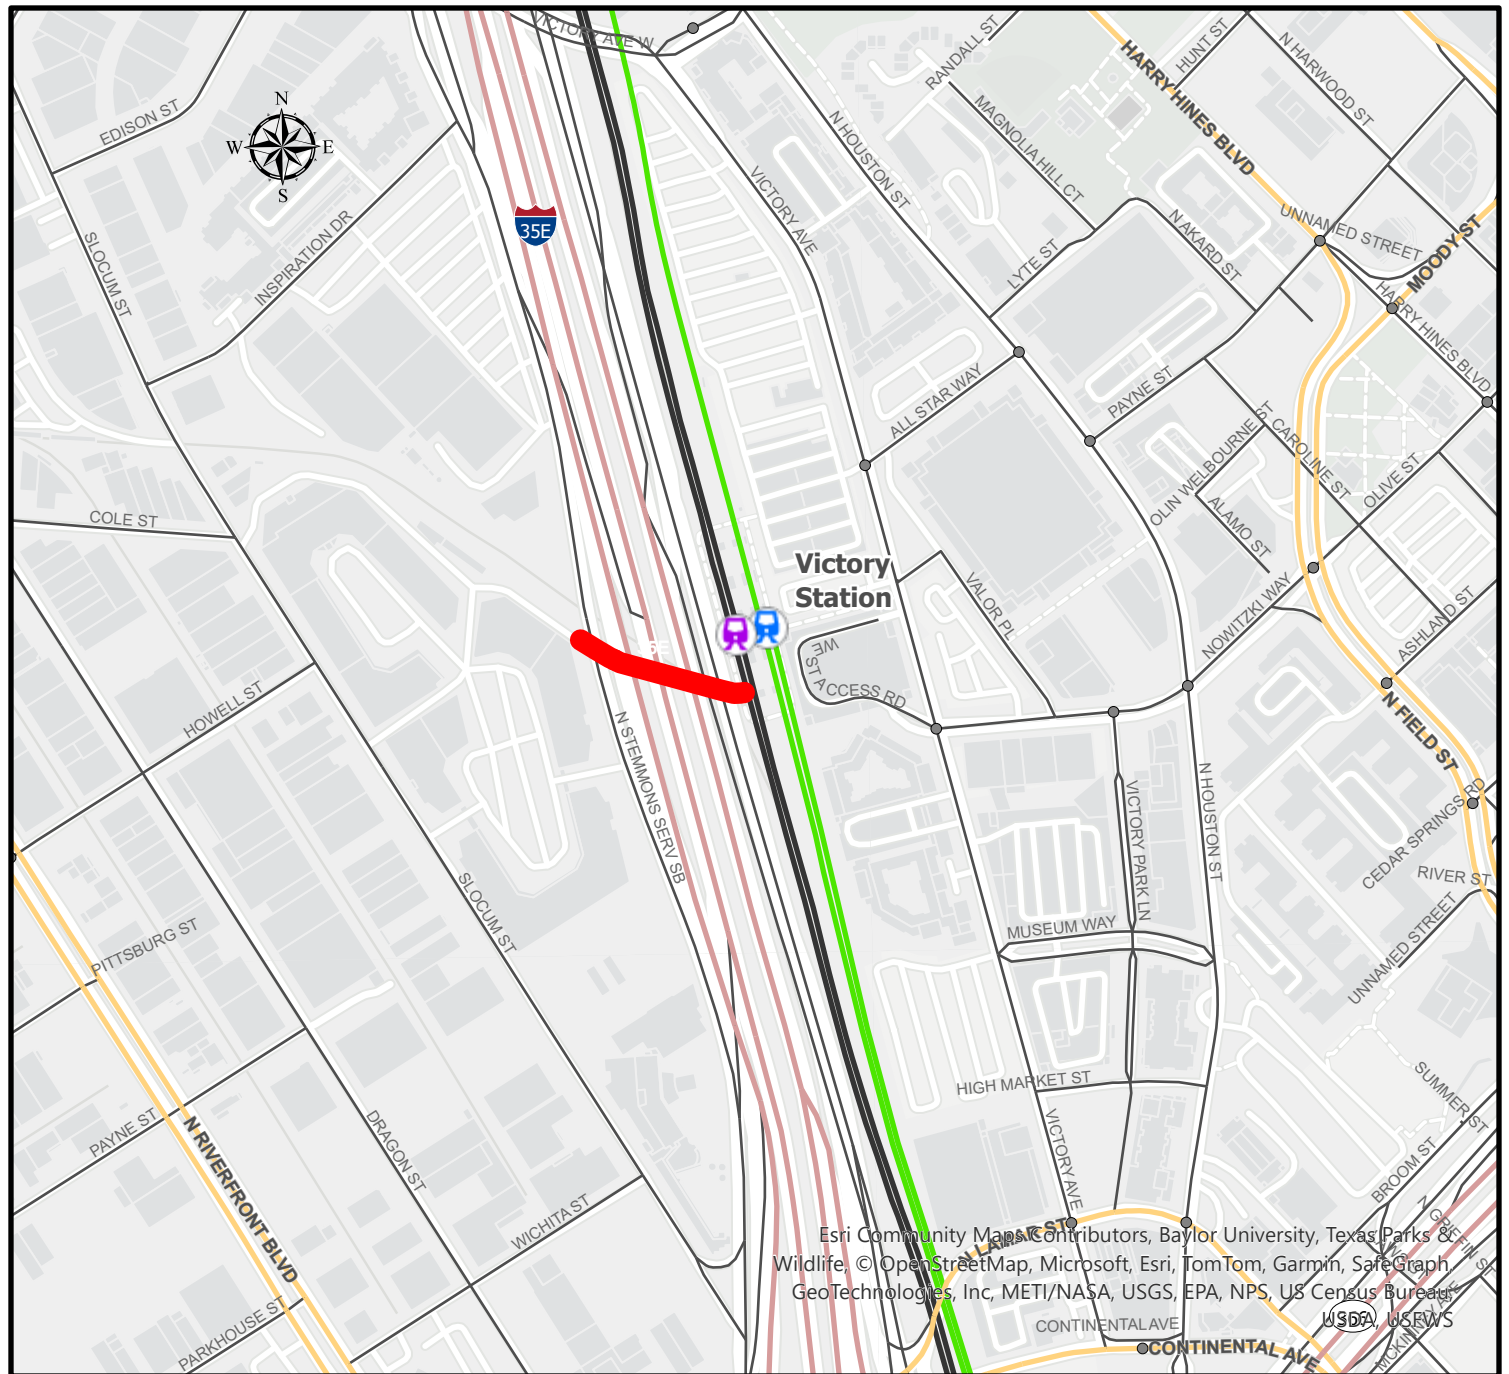 VICTORY AVE W
RANDALL ST
HUNT ST
N HARWOOD ST
HARRY HINES BLVD
EDISON ST
N
W
E
S
N HOUSTON ST
MAGNOLIA HILL CT
VICTORY AVE
UNNAMED STREET
MOODY ST
N AKARD ST
LYTE ST
35E
SLOCUM ST
INSPIRATION DR
HARRY HINES BLVD
ALL STAR WAY
PAYNE ST
OLIN WELBOURNE ST
CAROLINE ST
OLIVE ST
ALAMO ST
COLE ST
Victory
Station
VALOR PL
NOWITZKI WAY
ASHLAND ST
35E
WEST ACCESS RD
HOWELL ST
N STEMMONS SERV SB
N FIELD ST
N HOUSTON ST
VICTORY PARK LN
CEDAR SPRINGS RD
RIVER ST
SLOCUM ST
PITTSBURG ST
MUSEUM WAY
UNNAMED STREET
HIGH MARKET ST
SUMMER ST
VICTORY AVE
PAYNE ST
N RIVERFRONT BLVD
DRAGON ST
WICHITA ST
BROOM ST
N GRIFFIN ST
N LAMAR ST
Esri Community Maps Contributors, Baylor University, Texas Parks &
Wildlife, © OpenStreetMap, Microsoft, Esri, TomTom, Garmin, SafeGraph,
GeoTechnologies, Inc, METI/NASA, USGS, EPA, NPS, US Census Bureau,
USDA, USFWS
PARKHOUSE ST
CONTINENTAL AVE
CONTINENTAL AVE
MCKINNEY AVE